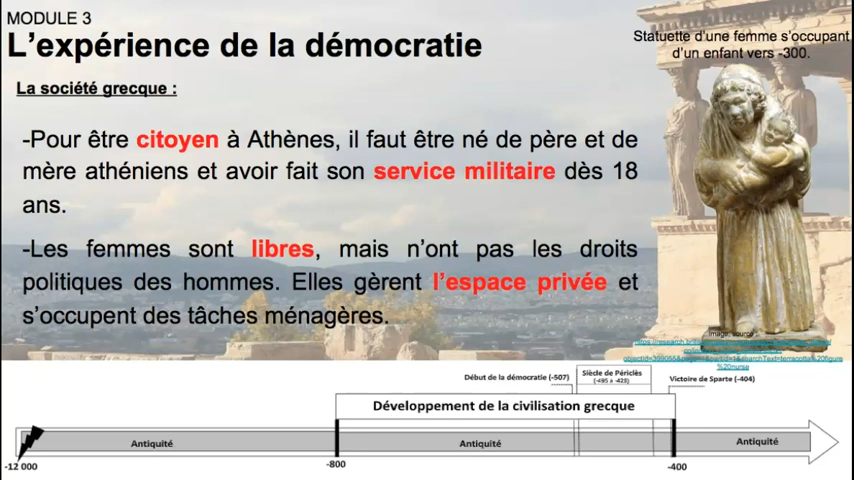 MODULE 3
L'expérience de la démocratie
Statuette d'une femme s'occupant
d'un enfant vers -300.
La société grecque :
-Pour être citoyen à Athènes, il faut être né de père et de
mère athéniens et avoir fait son service militaire dès 18
ans.
-Les femmes sont libres, mais n'ont pas les droits
politiques des hommes. Elles gèrent l'espace privée et
s'occupent des tâches ménagères.
Image, source :
%20nurse
Début de la démocratie (-507)
Siècle de Périclès
Victoire de Sparte (-404)
Développement de la civilisation grecque
Antiquité
Antiquité
Antiquité
-12 000
-800
-400